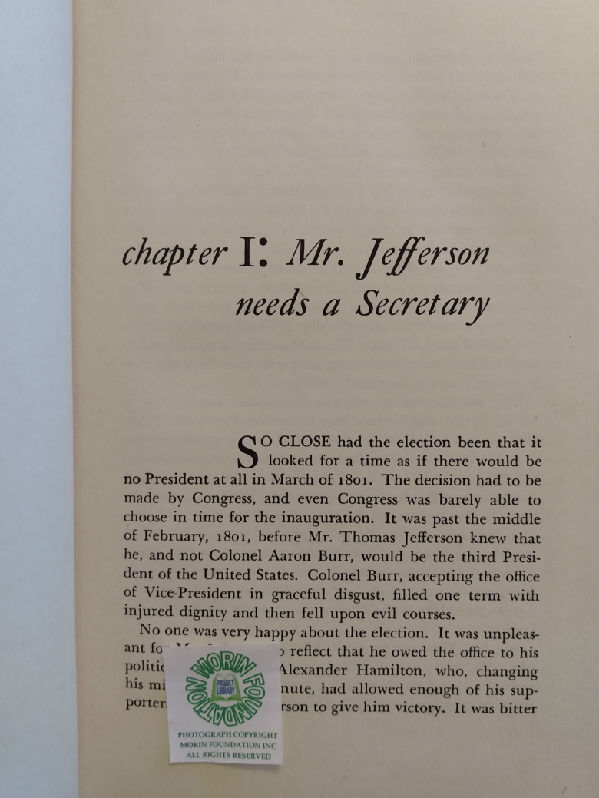 chapter I: Mr. Jefferson
needs a Secretary
SO CLOSE had the election been that it
looked for a time as if there would be
no President at all in March of 1801. The decision had to be
made by Congress, and even Congress was barely able to
choose in time for the inauguration. It was past the middle
of February, 1801, before Mr. Thomas Jefferson knew that
he, and not Colonel Aaron Burr, would be the third Presi-
dent of the United States. Colonel Burr, accepting the office
of Vice-President in graceful disgust, filled one term with
injured dignity and then fell upon evil courses.
No one was very happy about the election. It was unpleas-
ant reflect that he owed the office to his
Alexander Hamilton, who, changing
his had allowed enough of his sup-
to give him victory. It was bitter
MORIN FOUNDATION
PROJECT
LIBRARY
PHOTOGRAPH COPYRIGHT
MORIN FOUNDATION INC
ALL RIGHTS RESERVED